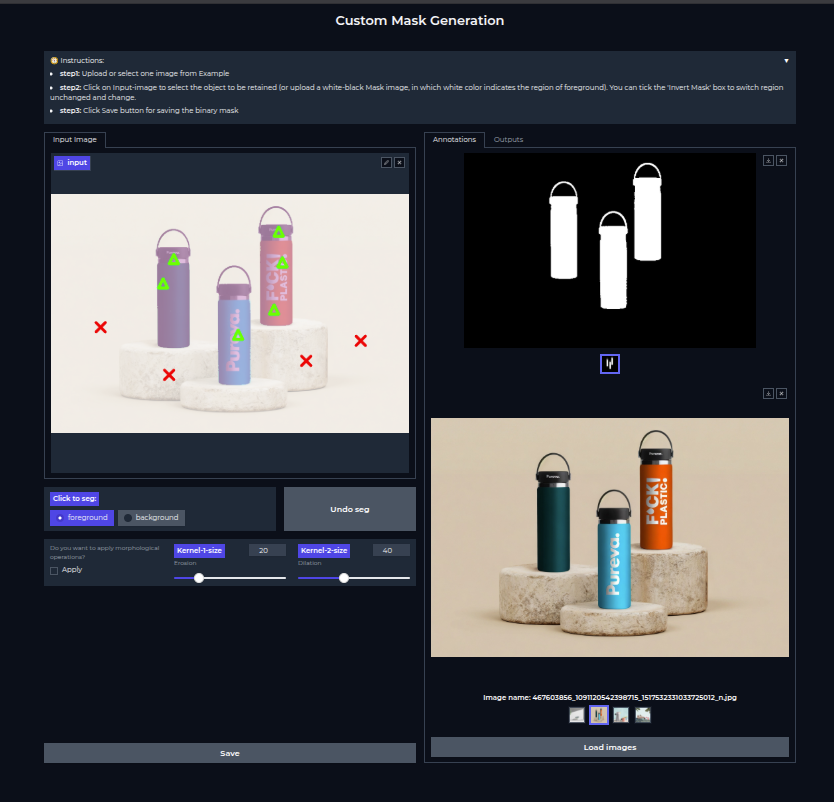 Custom Mask Generation
Instructions:
step1: Upload or select one image from Example
step2: Click on Input-image to select the object to be retained (or upload a white-black Mask image, in which white color indicates the region of foreground). You can tick the 'Invert Mask' box to switch region
unchanged and change.
step3: Click Save button for saving the binary mask
Input Image
input
F*CK!
PLASTIC.
Pureva.
Click to seg:
foreground
background
Undo seg
Do you want to apply morphological
operations?
Apply
Kernel-1-size
20
Erosion
Kernel-2-size
40
Dilation
Save
Annotations
Outputs
Pureva.
Pureva.
F*CK!
PLASTIC.
Pureva.
Image name: 467603856_1091120542398715_1517532331033725012_n.jpg
Load images